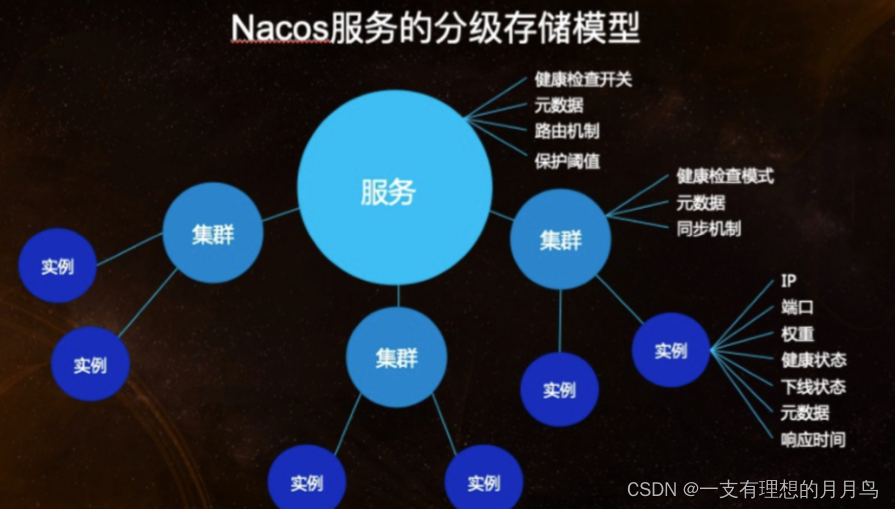 Nacos服务的分级存储模型
健康检查开关
元数据
路由机制
保护阈值
服务
健康检查模式
元数据
同步机制
集群
集群
实例
IP
端口
权重
健康状态
下线状态
元数据
响应时间
集群
实例
实例
实例
实例
实例
CSDN @一支有理想的月月鸟